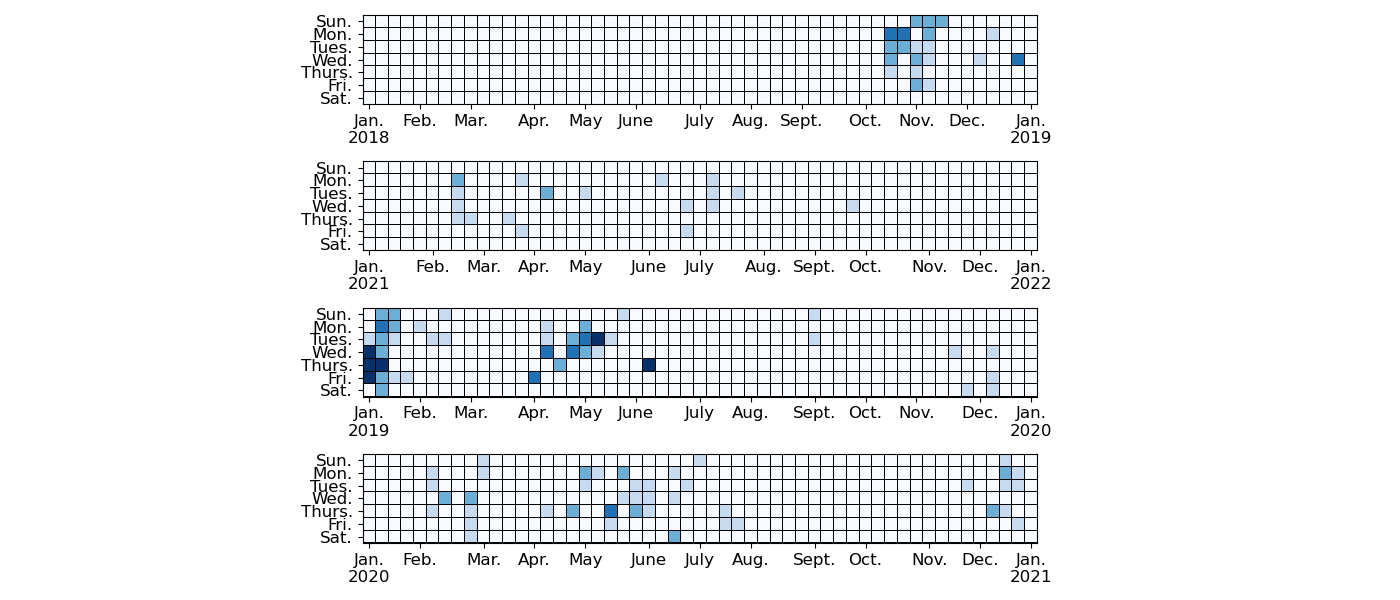 Sun.
Mon.
Tues.
Wed.
Thurs.
Fri.
Sat.
Jan. Feb. Mar. Apr. May June July Aug. Sept. Oct. Nov. Dec. Jan.
2018 2019
Sun.
Mon.
Tues.
Wed.
Thurs.
Fri.
Sat.
Jan. Feb. Mar. Apr. May June July Aug. Sept. Oct. Nov. Dec. Jan.
2021 2022
Sun.
Mon.
Tues.
Wed.
Thurs.
Fri.
Sat.
Jan. Feb. Mar. Apr. May June July Aug. Sept. Oct. Nov. Dec. Jan.
2019 2020
Sun.
Mon.
Tues.
Wed.
Thurs.
Fri.
Sat.
Jan. Feb. Mar. Apr. May June July Aug. Sept. Oct. Nov. Dec. Jan.
2020 2021